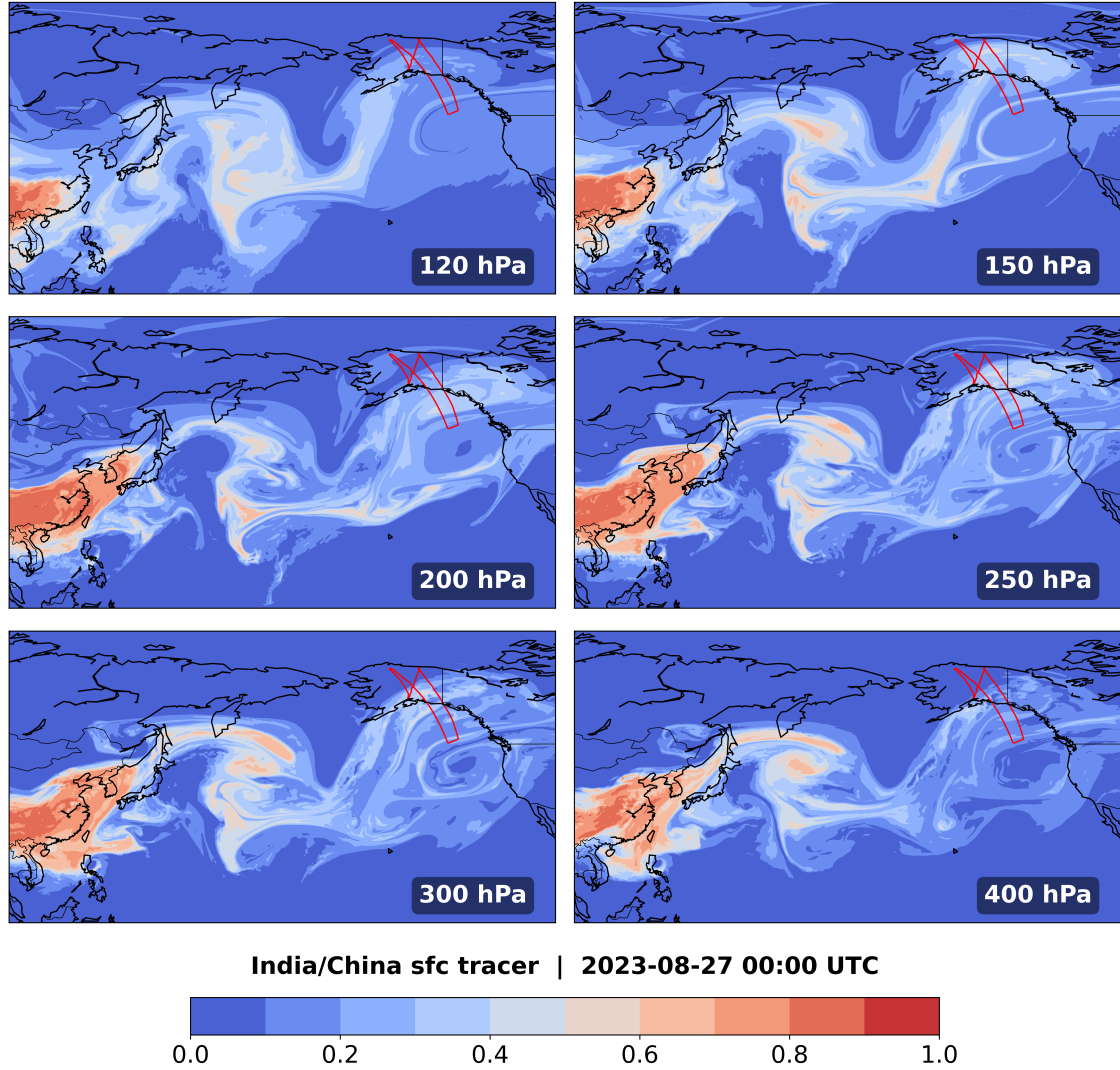 120 hPa
150 hPa
200 hPa
250 hPa
300 hPa
400 hPa
India/China sfc tracer | 2023-08-27 00:00 UTC
0.0 0.2 0.4 0.6 0.8 1.0